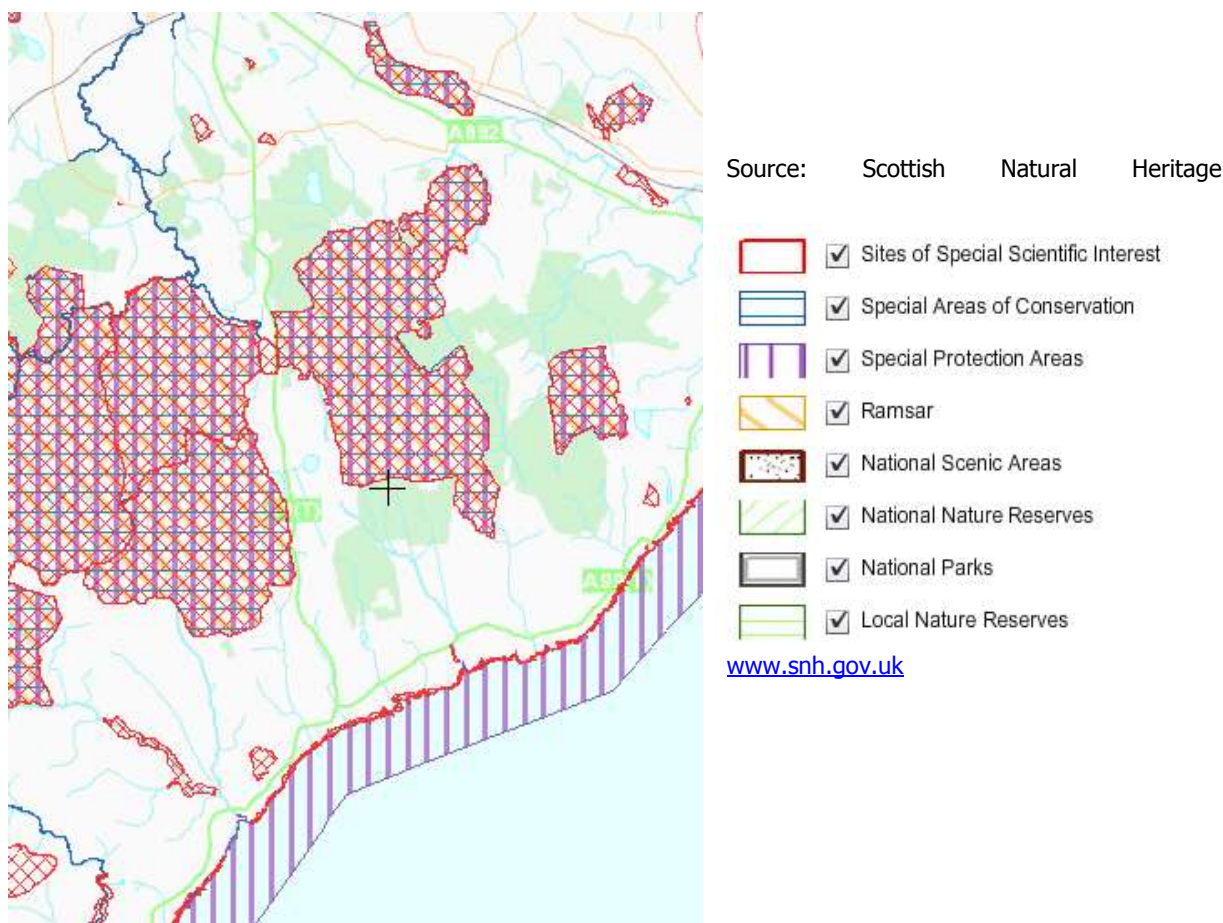 A882
Source: Scottish Natural Heritage
Sites of Special Scientific Interest
Special Areas of Conservation
Special Protection Areas
Ramsar
National Scenic Areas
National Nature Reserves
National Parks
Local Nature Reserves
www.snh.gov.uk